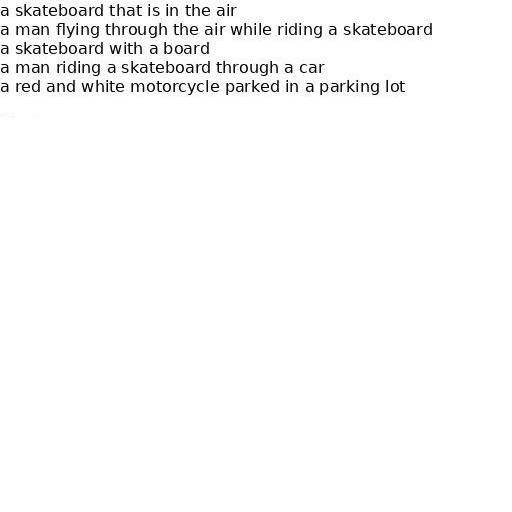 a skateboard that is in the air
a man flying through the air while riding a skateboard
a skateboard with a board
a man riding a skateboard through a car
a red and white motorcycle parked in a parking lot